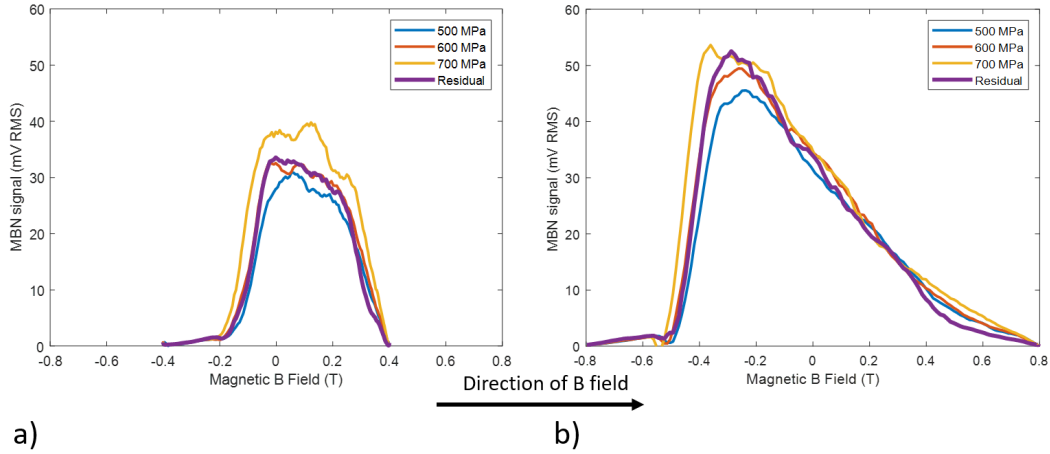 60
50
40
30
20
10
0
MBN signal (mV RMS)
500 MPa
600 MPa
700 MPa
Residual
-0.8 -0.6 -0.4 -0.2 0 0.2 0.4 0.6 0.8
Magnetic B Field (T)
a)
60
50
40
30
20
10
0
MBN signal (mV RMS)
500 MPa
600 MPa
700 MPa
Residual
-0.8 -0.6 -0.4 -0.2 0 0.2 0.4 0.6 0.8
Magnetic B Field (T)
b)
Direction of B field